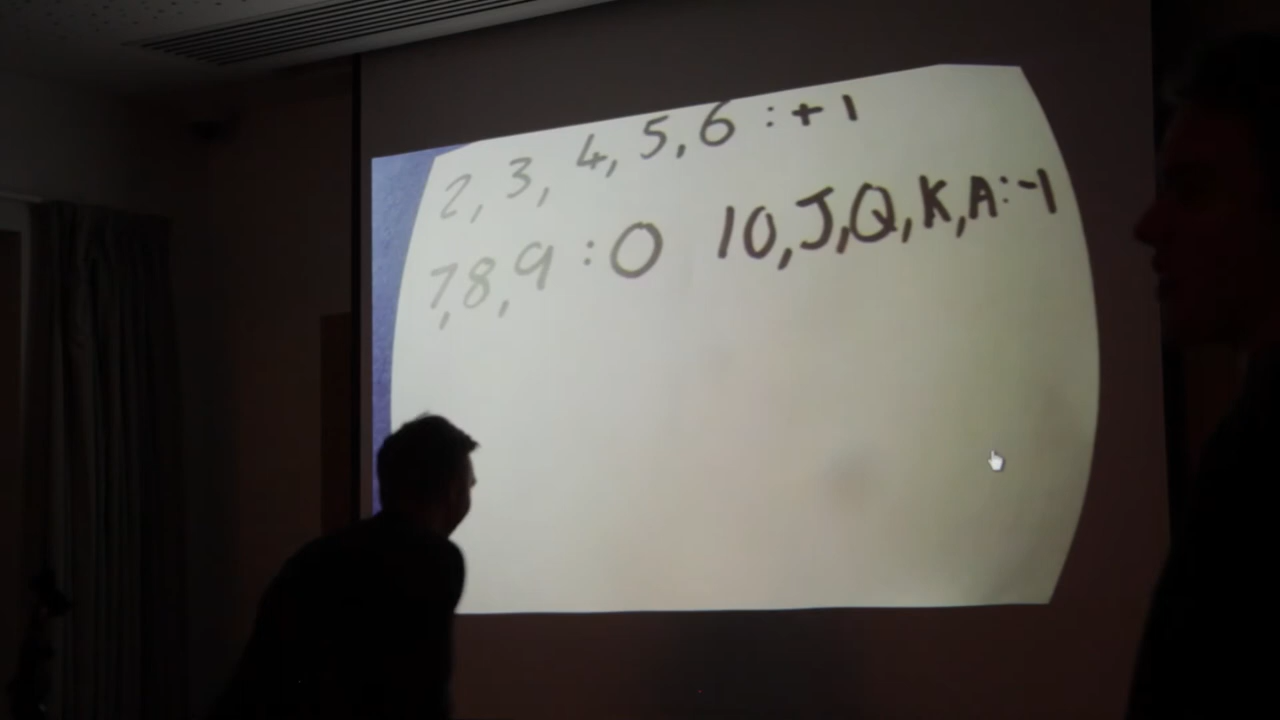 2, 3, 4, 5, 6 : +1
7, 8, 9 : 0 10, J, Q, K, A : -1